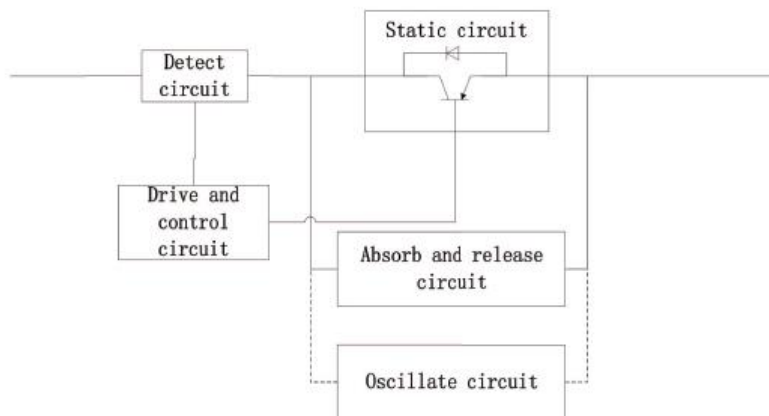 Static circuit
Detect
circuit
Drive and
control
circuit
Absorb and release
circuit
Oscillate circuit